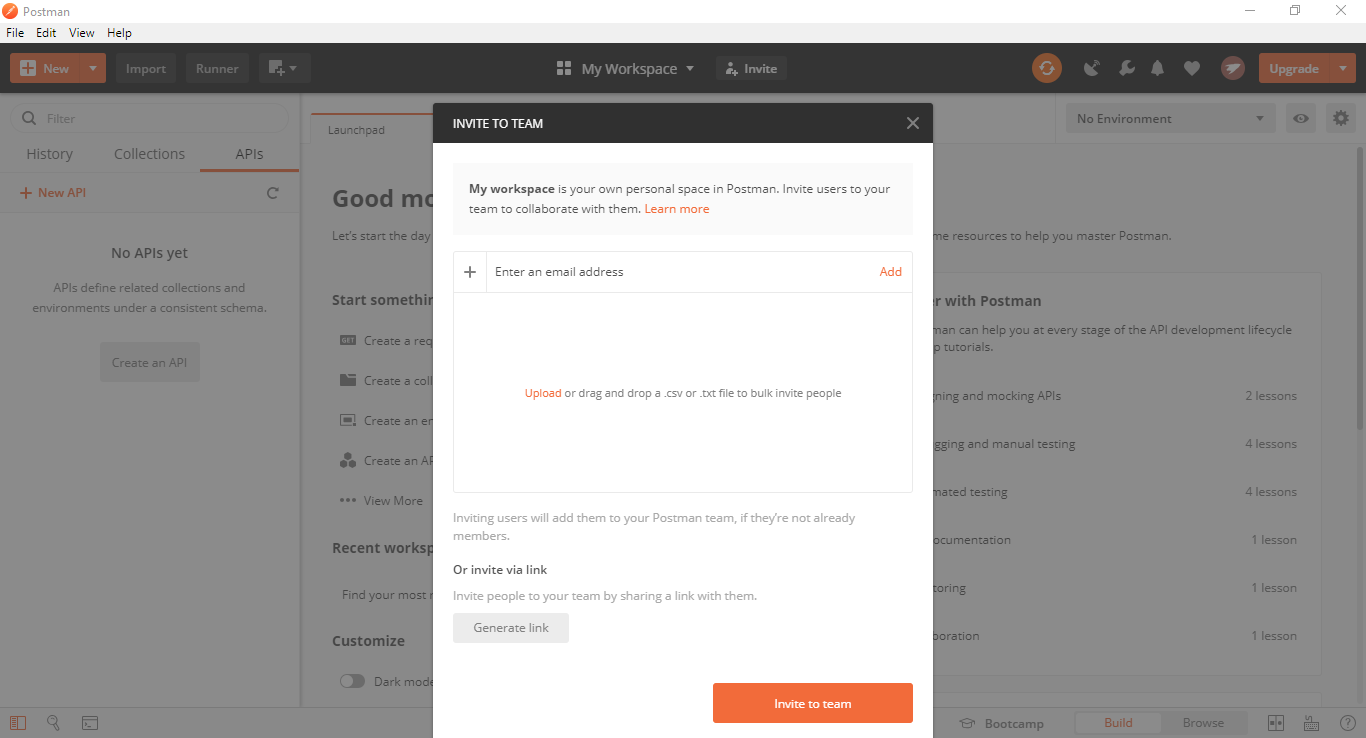 Postman
File Edit View Help
New
Import
Runner
My Workspace
Invite
Upgrade
Filter
History
Collections
APIs
New API
No APIs yet
APIs define related collections and
environments under a consistent schema.
Create an API
Launchpad
No Environment
Good mo
Let's start the day
me resources to help you master Postman.
Start somethin
GET Create a req
Create a coll
Create an en
Create an AP
View More
Recent worksp
Find your most r
Customize
Dark mode
INVITE TO TEAM
My workspace is your own personal space in Postman. Invite users to your
team to collaborate with them. Learn more
Enter an email address
Add
Upload or drag and drop a .csv or .txt file to bulk invite people
Inviting users will add them to your Postman team, if they're not already
members.
Or invite via link
Invite people to your team by sharing a link with them.
Generate link
Invite to team
r with Postman
man can help you at every stage of the API development lifecycle
p tutorials.
gning and mocking APIs 2 lessons
gging and manual testing 4 lessons
mated testing 4 lessons
ocumentation 1 lesson
toring 1 lesson
boration 1 lesson
Bootcamp
Build
Browse